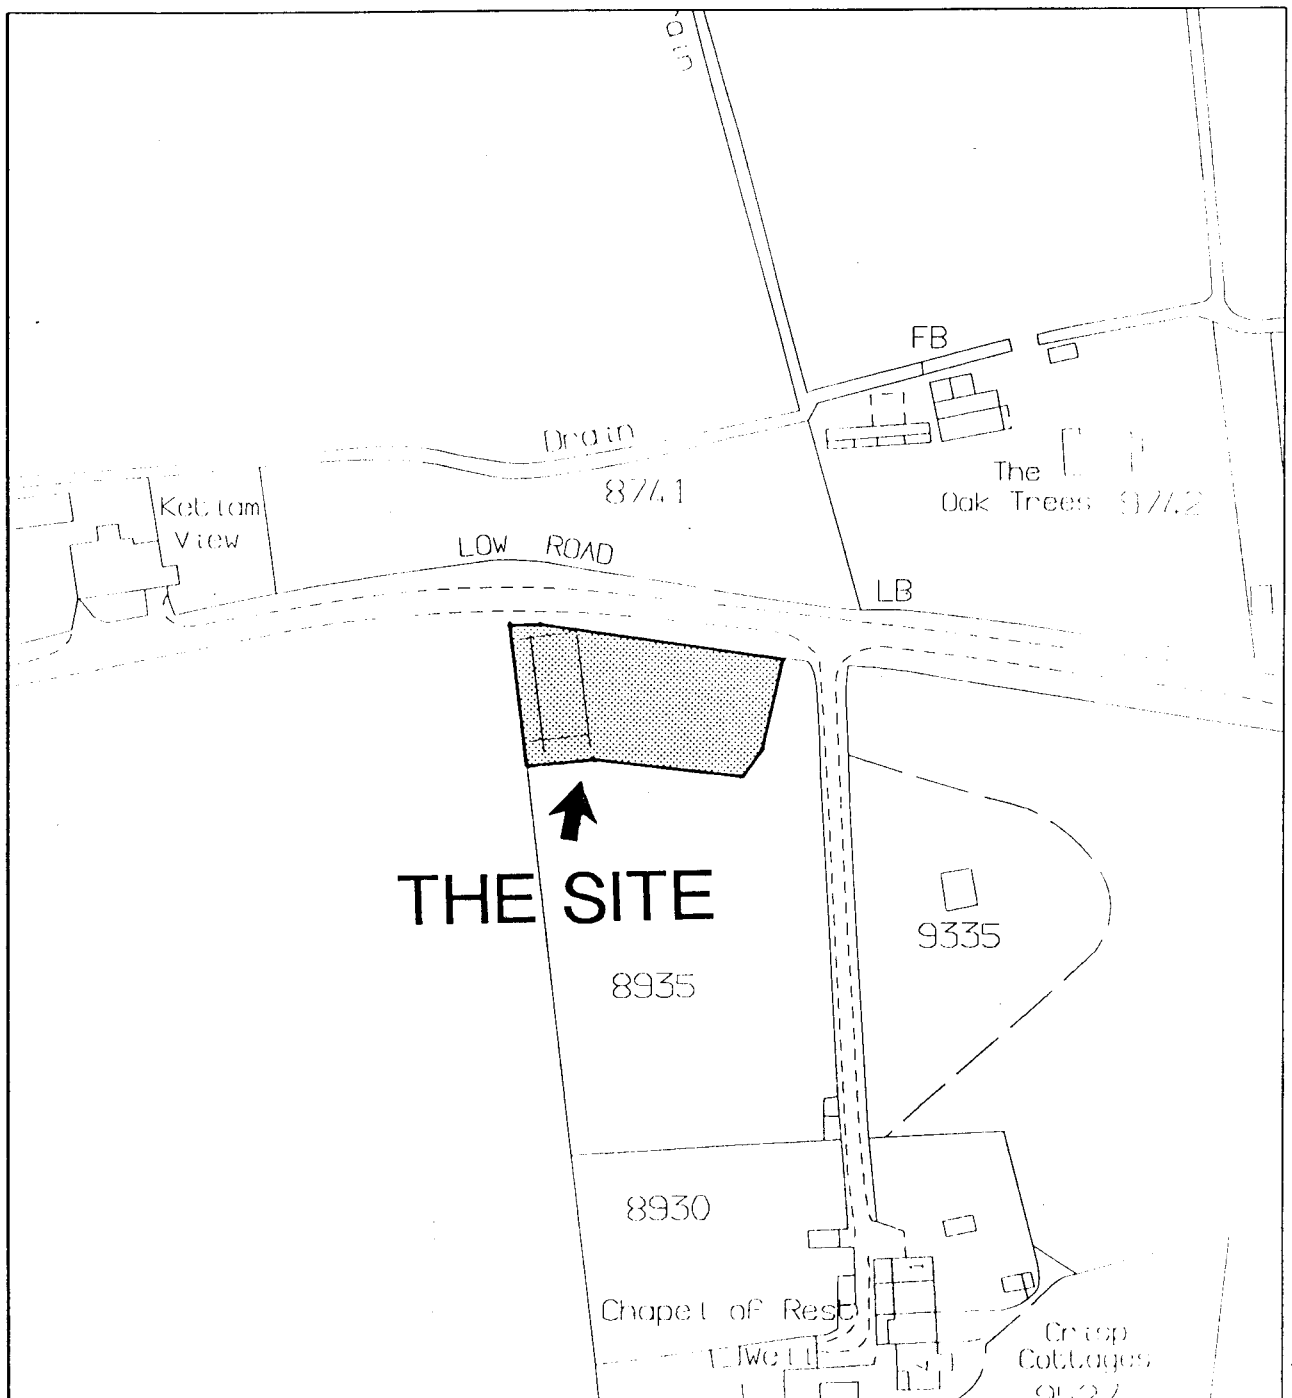 FB
Drain
8741
The
Oak Trees 9742
Ketlam
View
LOW ROAD
LB
THE SITE
9335
8935
8930
Chapel of Rest
Well
Crisp
Cottages